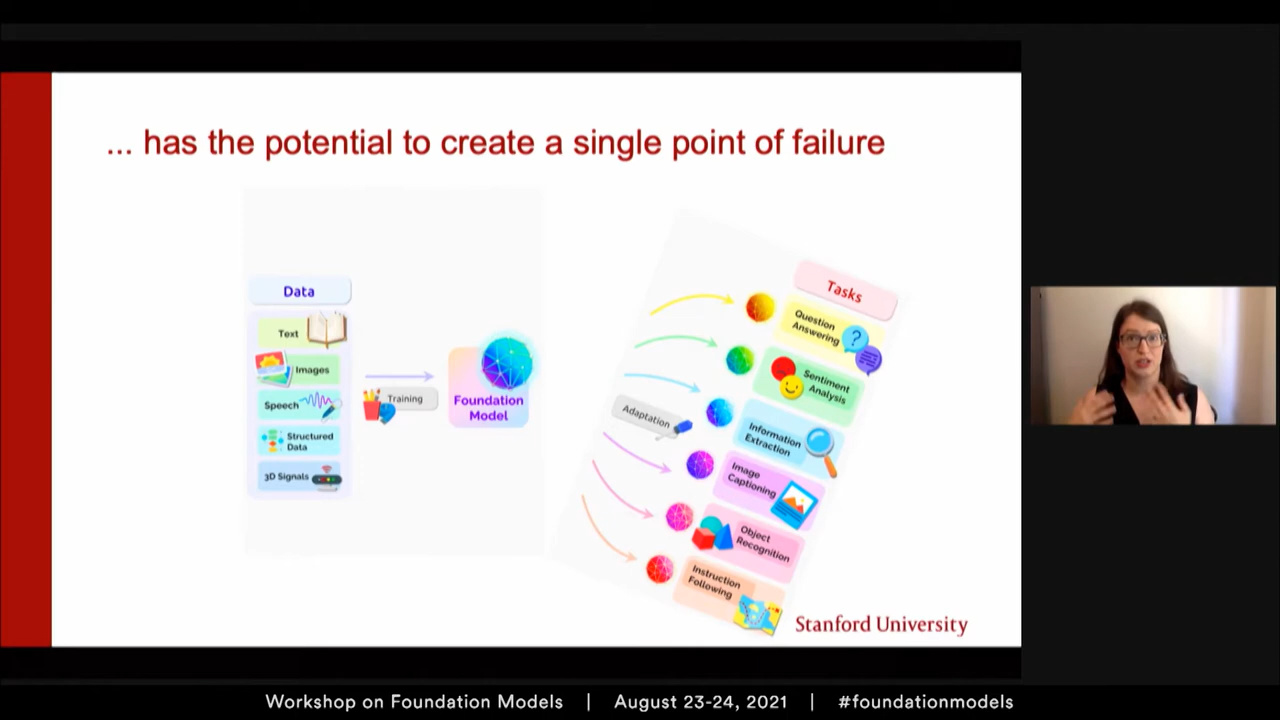 ... has the potential to create a single point of failure
Data
Text
Images
Speech
Structured
Data
3D Signals
Training
Foundation
Model
Adaptation
Tasks
Question
Answering
?
Sentiment
Analysis
Information
Extraction
Image
Captioning
Object
Recognition
Instruction
Following
Stanford University
Workshop on Foundation Models | August 23-24, 2021 | #foundationmodels